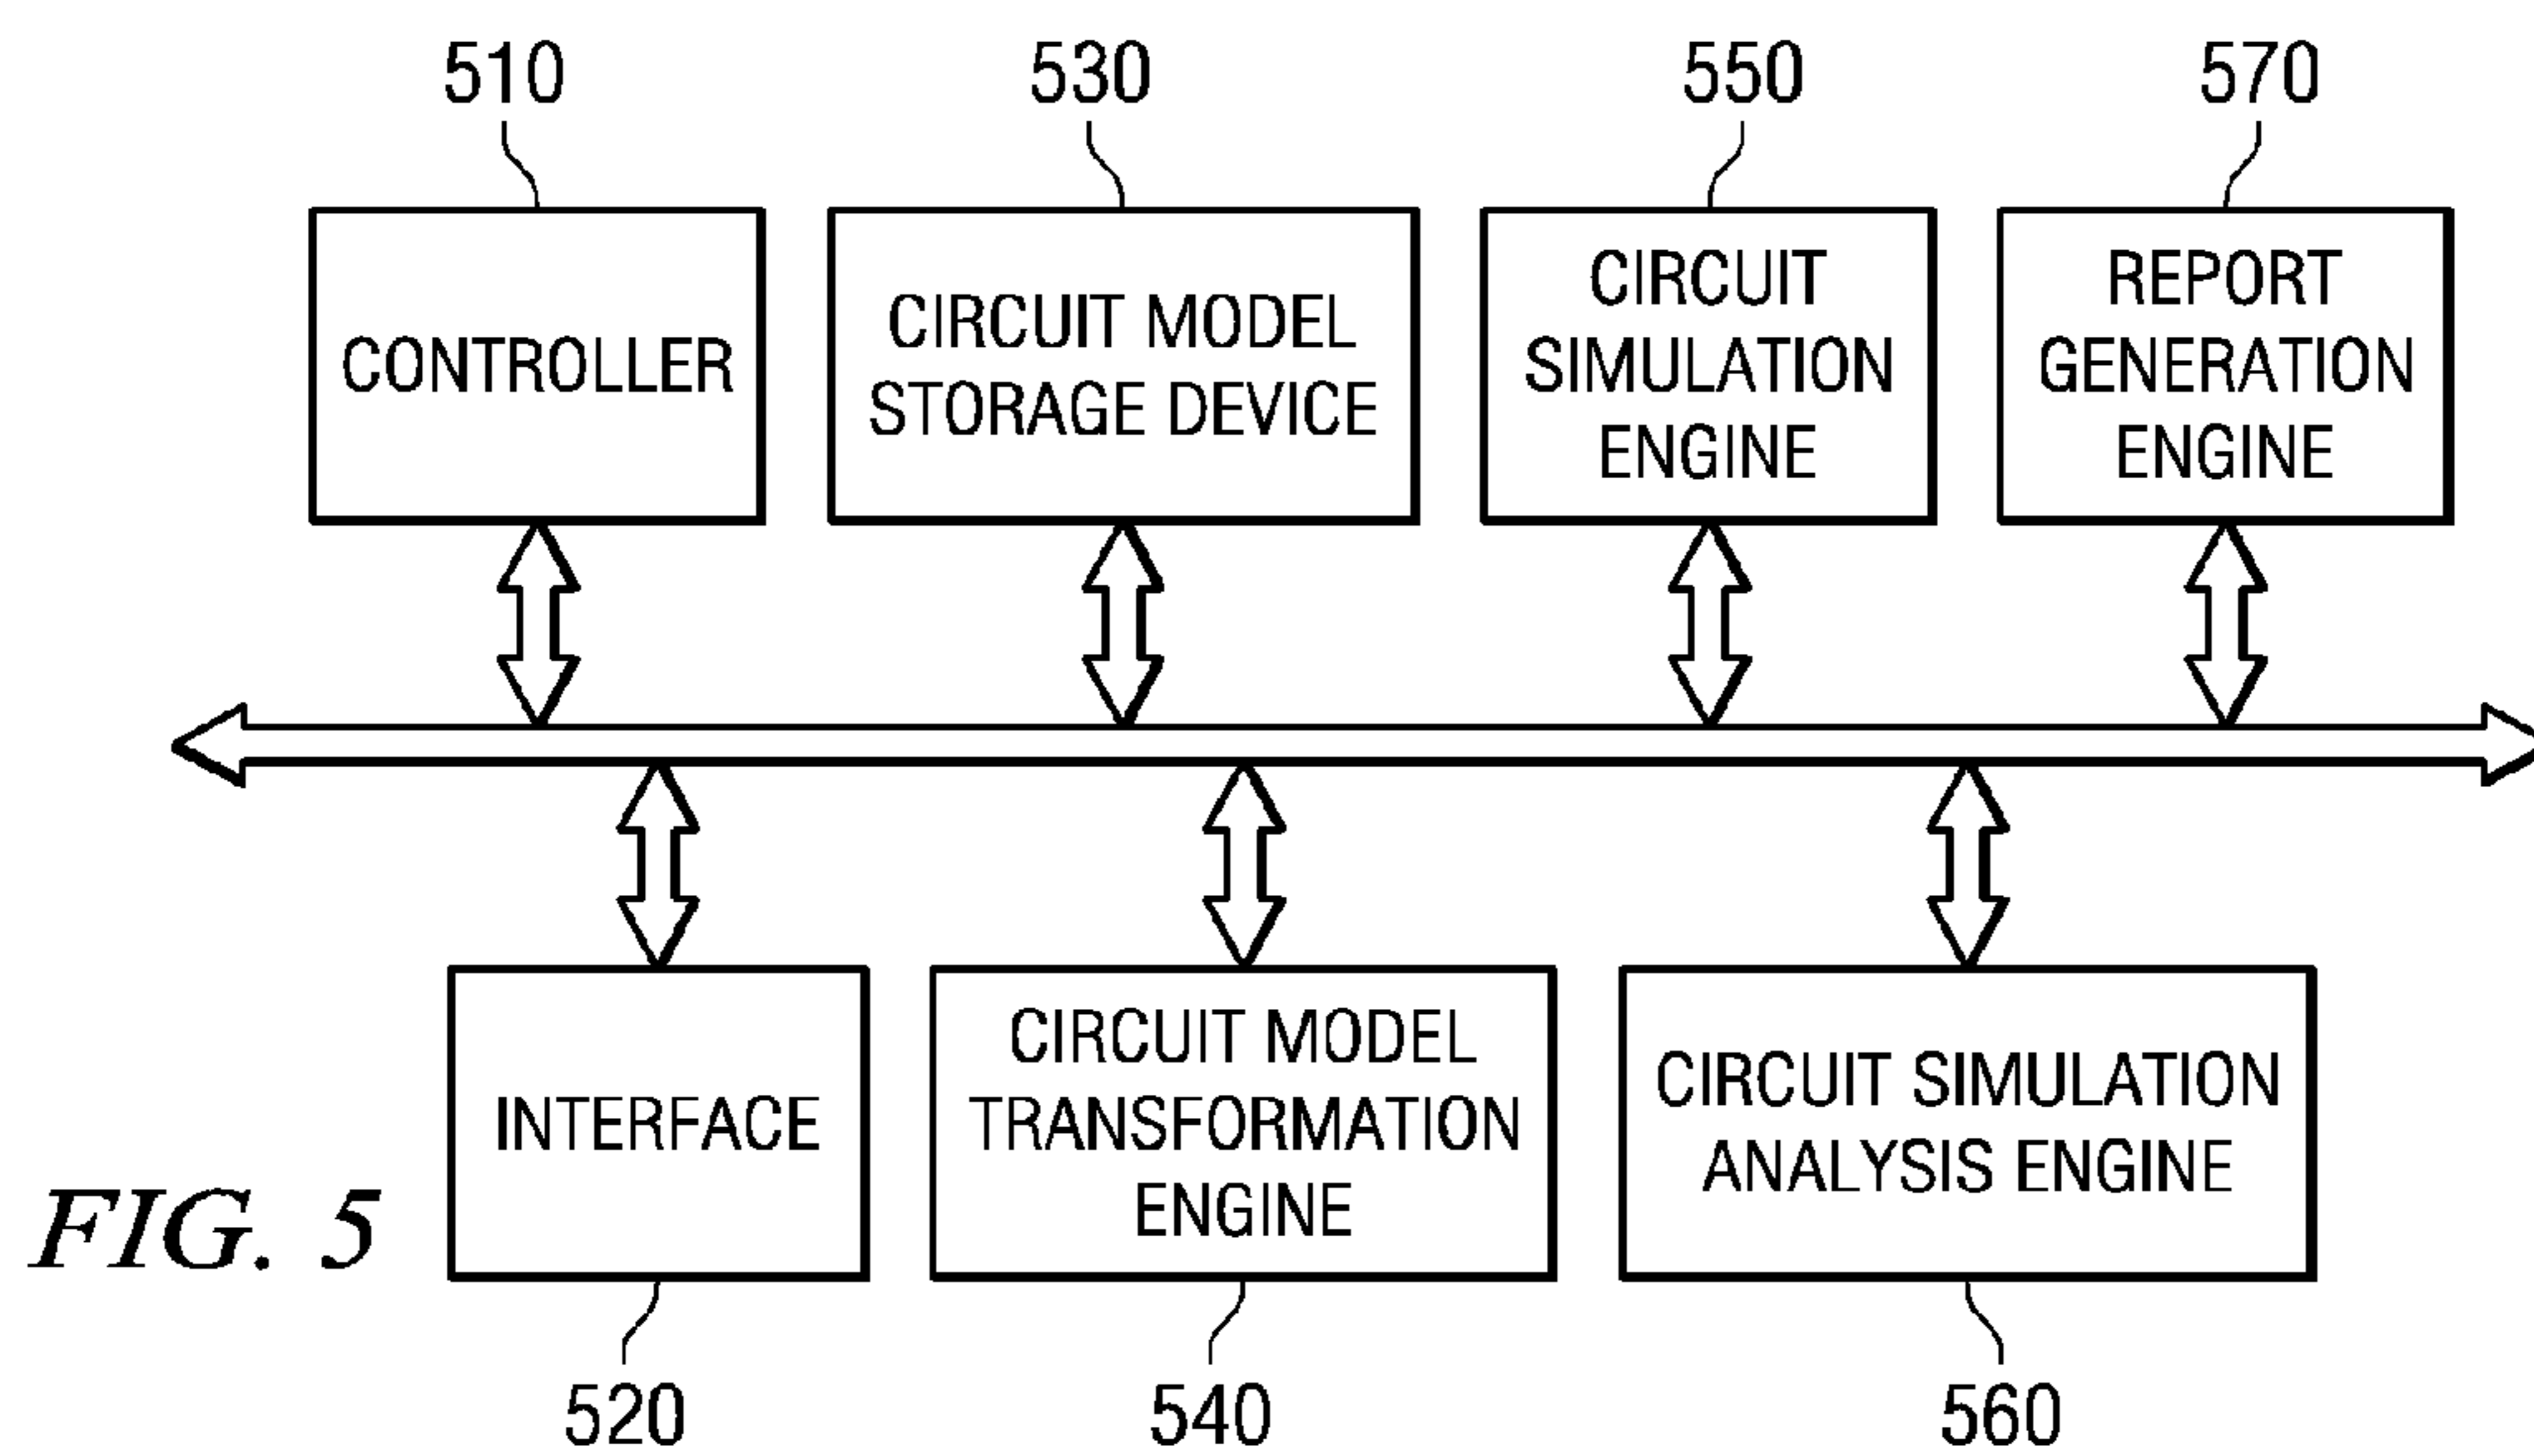 510
530
550
570
CONTROLLER
CIRCUIT MODEL
STORAGE DEVICE
CIRCUIT
SIMULATION
ENGINE
REPORT
GENERATION
ENGINE
INTERFACE
CIRCUIT MODEL
TRANSFORMATION
ENGINE
CIRCUIT SIMULATION
ANALYSIS ENGINE
FIG. 5
520
540
560